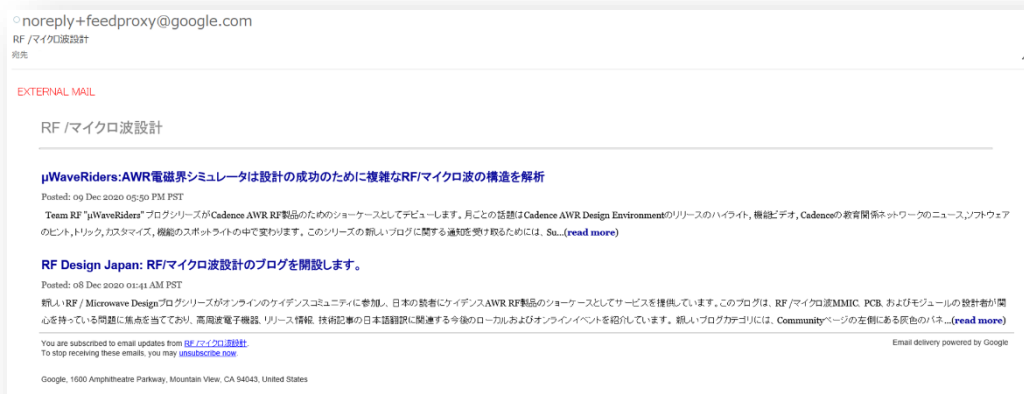 noreply+feedproxy@google.com
RF /マイクロ波設計
宛先
EXTERNAL MAIL
RF /マイクロ波設計
μWaveRiders:AWR電磁界シミュレータは設計の成功のために複雑なRF/マイクロ波の構造を解析
Posted: 09 Dec 2020 05:50 PM PST
Team RF "μWaveRiders" ブログシリーズがCadence AWR RF製品のためのショーケースとしてデビューします。月ごとの話題はCadence AWR Design Environmentのリリースのハイライト, 機能ビデオ, Cadenceの教育関係ネットワークのニュース,ソフトウェア
のヒント,トリック,カスタマイズ, 機能のスポットライトの中で変わります。 このシリーズの新しいブログに関する通知を受け取るためには、Su...(read more)
RF Design Japan: RF/マイクロ波設計のブログを開設します。
Posted: 08 Dec 2020 01:41 AM PST
新しいRF / Microwave Designブログシリーズがオンラインのケイデンスコミュニティに参加し、日本の読者にケイデンスAWR RF製品のショーケースとしてサービスを提供しています。このブログは、RF /マイクロ波MMIC、PCB、およびモジュールの設計者が関
心を持っている問題に焦点を当てており、高周波電子機器、リリース情報、技術記事の日本語翻訳に関連する今後のローカルおよびオンラインイベントを紹介しています。 新しいブログカテゴリには、Communityページの左側にある灰色のパネ...(read more)
You are subscribed to email updates from RF /マイクロ波設計.
To stop receiving these emails, you may unsubscribe now.
Email delivery powered by Google
Google, 1600 Amphitheatre Parkway, Mountain View, CA 94043, United States